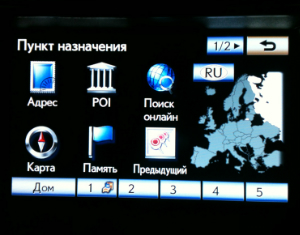 Пункт назначения
1/2
RU
Адрес
POI
Поиск
онлайн
Карта
Память
Предыдущий
Дом
1
2
3
4
5